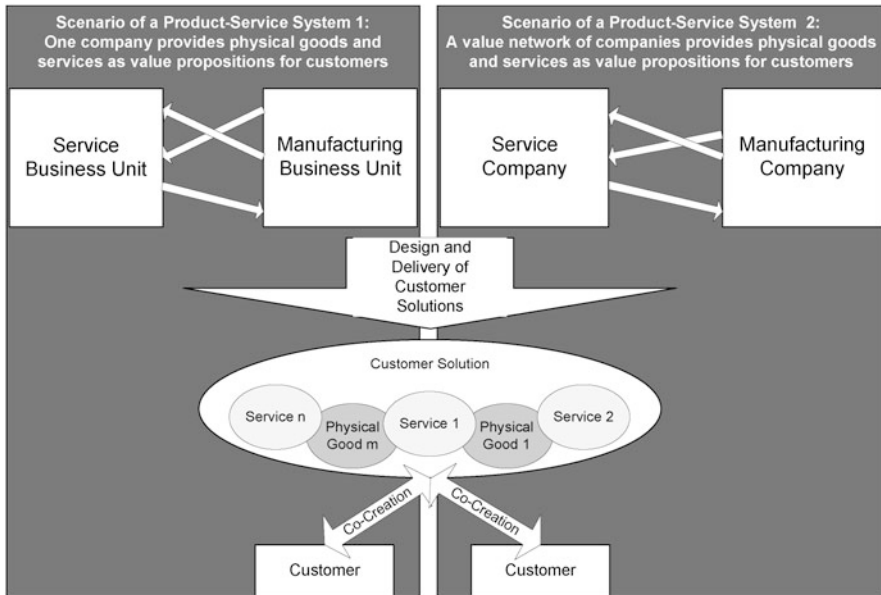 Scenario of a Product-Service System 1:
One company provides physical goods and
services as value propositions for customers
Scenario of a Product-Service System 2:
A value network of companies provides physical goods
and services as value propositions for customers
Service
Business Unit
Manufacturing
Business Unit
Service
Company
Manufacturing
Company
Design and
Delivery of
Customer
Solutions
Customer Solution
Service n
Physical
Good m
Service 1
Physical
Good 1
Service 2
Co-Creation
Co-Creation
Customer
Customer